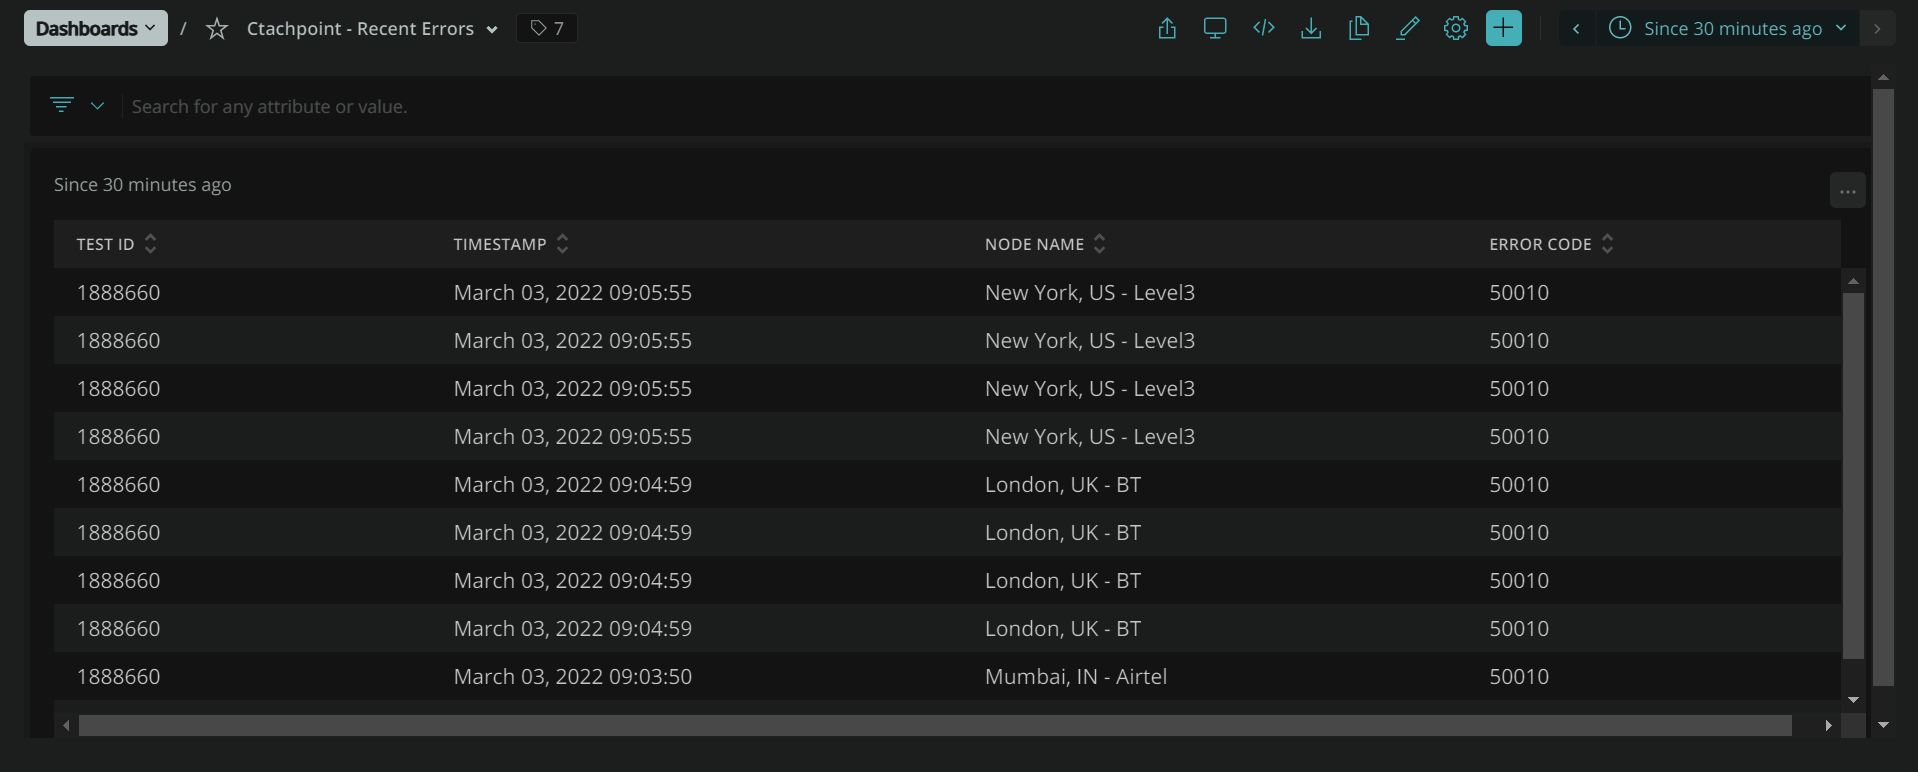 Dashboards / Ctachpoint - Recent Errors 7 Since 30 minutes ago
Search for any attribute or value.
Since 30 minutes ago
TEST ID TIMESTAMP NODE NAME ERROR CODE
1888660 March 03, 2022 09:05:55 New York, US - Level3 50010
1888660 March 03, 2022 09:05:55 New York, US - Level3 50010
1888660 March 03, 2022 09:05:55 New York, US - Level3 50010
1888660 March 03, 2022 09:05:55 New York, US - Level3 50010
1888660 March 03, 2022 09:04:59 London, UK - BT 50010
1888660 March 03, 2022 09:04:59 London, UK - BT 50010
1888660 March 03, 2022 09:04:59 London, UK - BT 50010
1888660 March 03, 2022 09:04:59 London, UK - BT 50010
1888660 March 03, 2022 09:03:50 Mumbai, IN - Airtel 50010